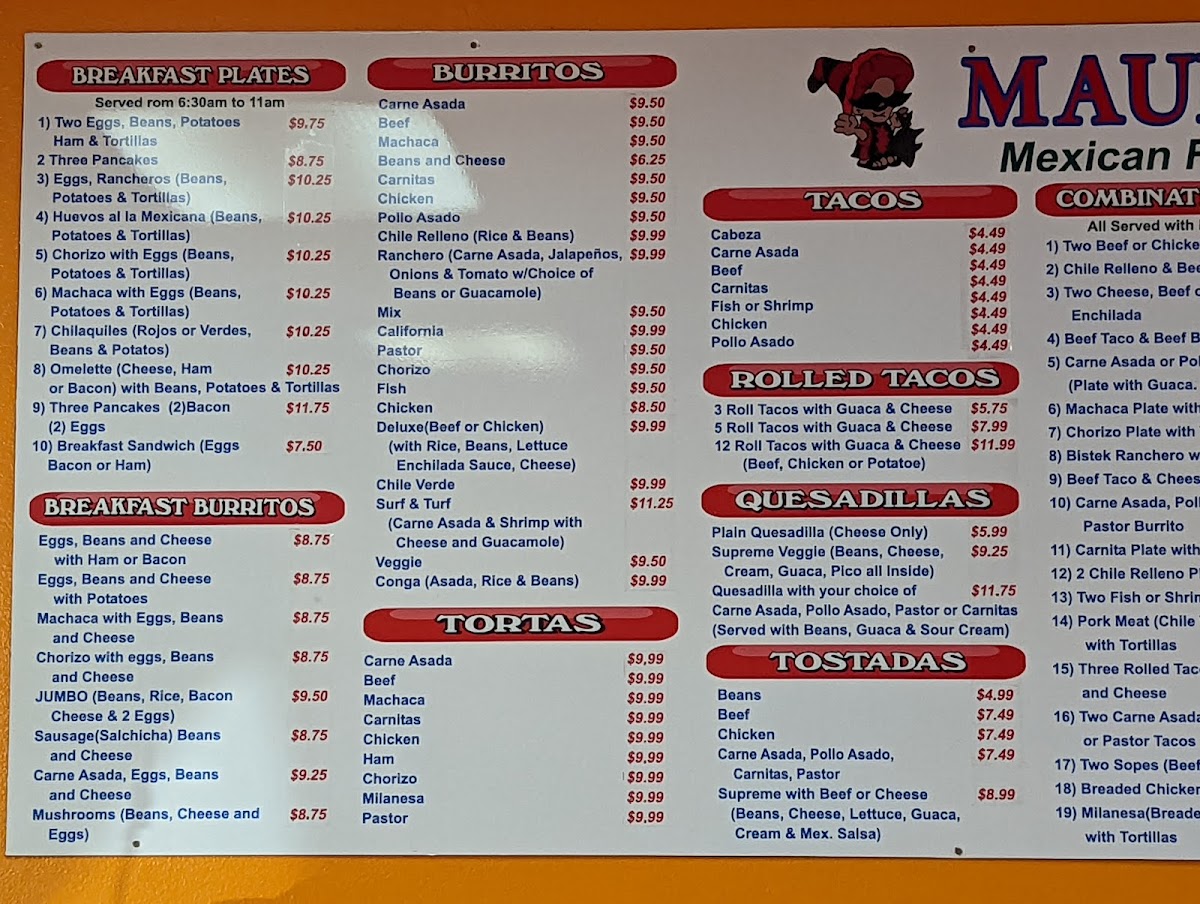 BREAKFAST PLATES
Served rom 6:30am to 11am
1) Two Eggs, Beans, Potatoes $9.75
Ham & Tortillas
2 Three Pancakes $8.75
3) Eggs, Rancheros (Beans, $10.25
Potatoes & Tortillas)
4) Huevos al la Mexicana (Beans, $10.25
Potatoes & Tortillas)
5) Chorizo with Eggs (Beans, $10.25
Potatoes & Tortillas)
6) Machaca with Eggs (Beans, $10.25
Potatoes & Tortillas)
7) Chilaquiles (Rojos or Verdes, $10.25
Beans & Potatos)
8) Omelette (Cheese, Ham $10.25
or Bacon) with Beans, Potatoes & Tortillas
9) Three Pancakes (2)Bacon $11.75
(2) Eggs
10) Breakfast Sandwich (Eggs $7.50
Bacon or Ham)
BREAKFAST BURRITOS
Eggs, Beans and Cheese $8.75
with Ham or Bacon
Eggs, Beans and Cheese $8.75
with Potatoes
Machaca with Eggs, Beans $8.75
and Cheese
Chorizo with eggs, Beans $8.75
and Cheese
JUMBO (Beans, Rice, Bacon $9.50
Cheese & 2 Eggs)
Sausage(Salchicha) Beans $8.75
and Cheese
Carne Asada, Eggs, Beans $9.25
and Cheese
Mushrooms (Beans, Cheese and $8.75
Eggs)
BURRITOS
Carne Asada $9.50
Beef $9.50
Machaca $9.50
Beans and Cheese $6.25
Carnitas $9.50
Chicken $9.50
Pollo Asado $9.50
Chile Relleno (Rice & Beans) $9.99
Ranchero (Carne Asada, Jalapeños, $9.99
Onions & Tomato w/Choice of
Beans or Guacamole)
Mix $9.50
California $9.99
Pastor $9.50
Chorizo $9.50
Fish $9.50
Chicken $8.50
Deluxe(Beef or Chicken) $9.99
(with Rice, Beans, Lettuce
Enchilada Sauce, Cheese)
Chile Verde $9.99
Surf & Turf $11.25
(Carne Asada & Shrimp with
Cheese and Guacamole)
Veggie $9.50
Conga (Asada, Rice & Beans) $9.99
TORTAS
Carne Asada $9,99
Beef $9.99
Machaca $9.99
Carnitas $9.99
Chicken $9.99
Ham $9.99
Chorizo $9.99
Milanesa $9.99
Pastor $9.99
MAU
Mexican F
TACOS
Cabeza $4.49
Carne Asada $4.49
Beef $4.49
Carnitas $4.49
Fish or Shrimp $4.49
$4.49
Chicken $4.49
Pollo Asado $4.49
ROLLED TACOS
3 Roll Tacos with Guaca & Cheese $5.75
5 Roll Tacos with Guaca & Cheese $7.99
12 Roll Tacos with Guaca & Cheese $11.99
(Beef, Chicken or Potatoe)
QUESADILLAS
Plain Quesadilla (Cheese Only) $5.99
Supreme Veggie (Beans, Cheese, $9.25
Cream, Guaca, Pico all Inside)
Quesadilla with your choice of $11.75
Carne Asada, Pollo Asado, Pastor or Carnitas
(Served with Beans, Guaca & Sour Cream)
TOSTADAS
Beans $4.99
Beef $7.49
Chicken $7.49
Carne Asada, Pollo Asado, $7.49
Carnitas, Pastor
Supreme with Beef or Cheese $8.99
(Beans, Cheese, Lettuce, Guaca,
Cream & Mex. Salsa)
COMBINAT
All Served with
1) Two Beef or Chicke
2) Chile Relleno & Bee
3) Two Cheese, Beef o
Enchilada
4) Beef Taco & Beef B
5) Carne Asada or Pol
(Plate with Guaca.
6) Machaca Plate with
7) Chorizo Plate with
8) Bistek Ranchero w
9) Beef Taco & Chees
10) Carne Asada, Poll
Pastor Burrito
11) Carnita Plate with
12) 2 Chile Relleno Pl
13) Two Fish or Shrim
14) Pork Meat (Chile
with Tortillas
15) Three Rolled Taco
and Cheese
16) Two Carne Asada
or Pastor Tacos
17) Two Sopes (Beef
18) Breaded Chicken
19) Milanesa(Breade
with Tortillas